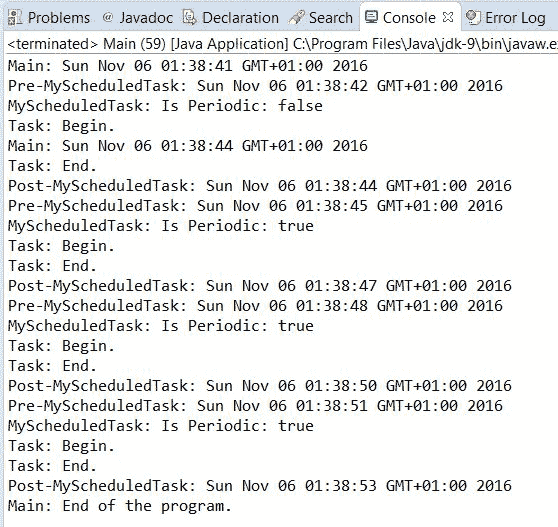 Problems @ Javadoc Declaration Search Console Error Log
<terminated> Main (59) [Java Application] C:\Program Files\Java\jdk-9\bin\javaw.e
Main: Sun Nov 06 01:38:41 GMT+01:00 2016
Pre-MyScheduledTask: Sun Nov 06 01:38:42 GMT+01:00 2016
MyScheduledTask: Is Periodic: false
Task: Begin.
Main: Sun Nov 06 01:38:44 GMT+01:00 2016
Task: End.
Post-MyScheduledTask: Sun Nov 06 01:38:44 GMT+01:00 2016
Pre-MyScheduledTask: Sun Nov 06 01:38:45 GMT+01:00 2016
MyScheduledTask: Is Periodic: true
Task: Begin.
Task: End.
Post-MyScheduledTask: Sun Nov 06 01:38:47 GMT+01:00 2016
Pre-MyScheduledTask: Sun Nov 06 01:38:48 GMT+01:00 2016
MyScheduledTask: Is Periodic: true
Task: Begin.
Task: End.
Post-MyScheduledTask: Sun Nov 06 01:38:50 GMT+01:00 2016
Pre-MyScheduledTask: Sun Nov 06 01:38:51 GMT+01:00 2016
MyScheduledTask: Is Periodic: true
Task: Begin.
Task: End.
Post-MyScheduledTask: Sun Nov 06 01:38:53 GMT+01:00 2016
Main: End of the program.